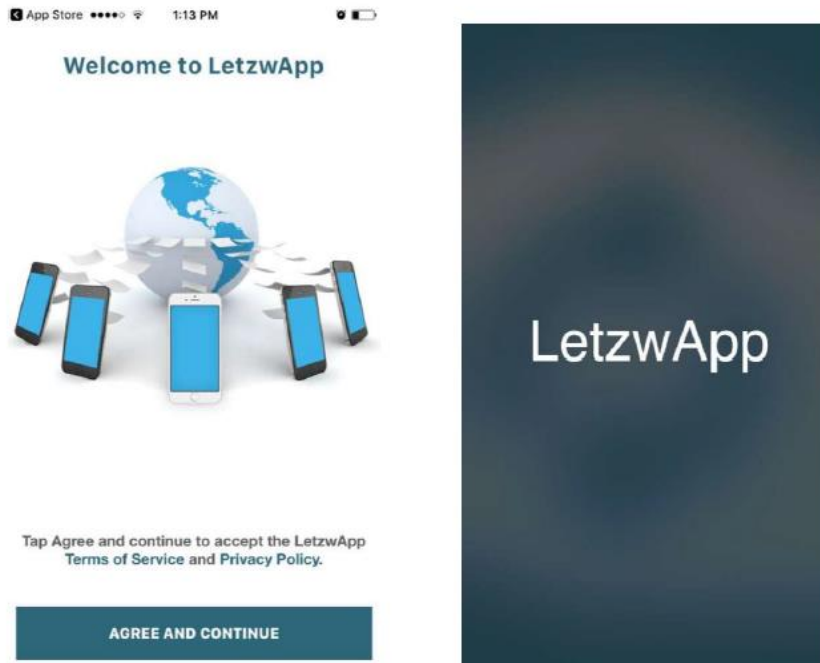 App Store 1:13 PM
Welcome to LetzwApp
Tap Agree and continue to accept the LetzwApp
Terms of Service and Privacy Policy.
AGREE AND CONTINUE
LetzwApp